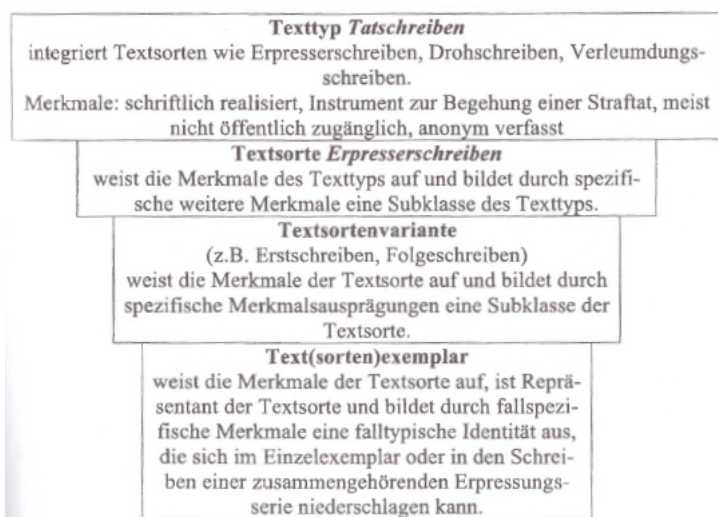 Texttyp Tatschreiben
integriert Textsorten wie Erpresserschreiben, Drohschreiben, Verleumdungs-
schreiben.
Merkmale: schriftlich realisiert, Instrument zur Begehung einer Straftat, meist
nicht öffentlich zugänglich, anonym verfasst
Textsorte Erpresserschreiben
weist die Merkmale des Texttyps auf und bildet durch spezifi-
sche weitere Merkmale eine Subklasse des Texttyps.
Textsortenvariante
(z.B. Erstschreiben, Folgeschreiben)
weist die Merkmale der Textsorte auf und bildet durch
spezifische Merkmalsausprägungen eine Subklasse der
Textsorte.
Text(sorten)exemplar
weist die Merkmale der Textsorte auf, ist Reprä-
sentant der Textsorte und bildet durch fallspezi-
fische Merkmale eine falltypische Identität aus,
die sich im Einzelexemplar oder in den Schrei-
ben einer zusammengehörenden Erpressungs-
serie niederschlagen kann.